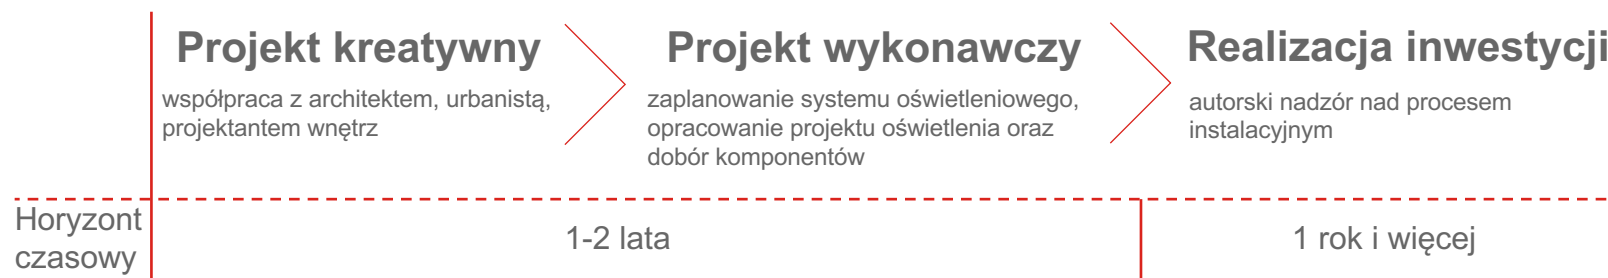 Projekt kreatywny
współpraca z architektem, urbanistą,
projektantem wnętrz
Projekt wykonawczy
zaplanowanie systemu oświetleniowego,
opracowanie projektu oświetlenia oraz
dobór komponentów
Realizacja inwestycji
autorski nadzór nad procesem
instalacyjnym
Horyzont
czasowy
1-2 lata
1 rok i więcej